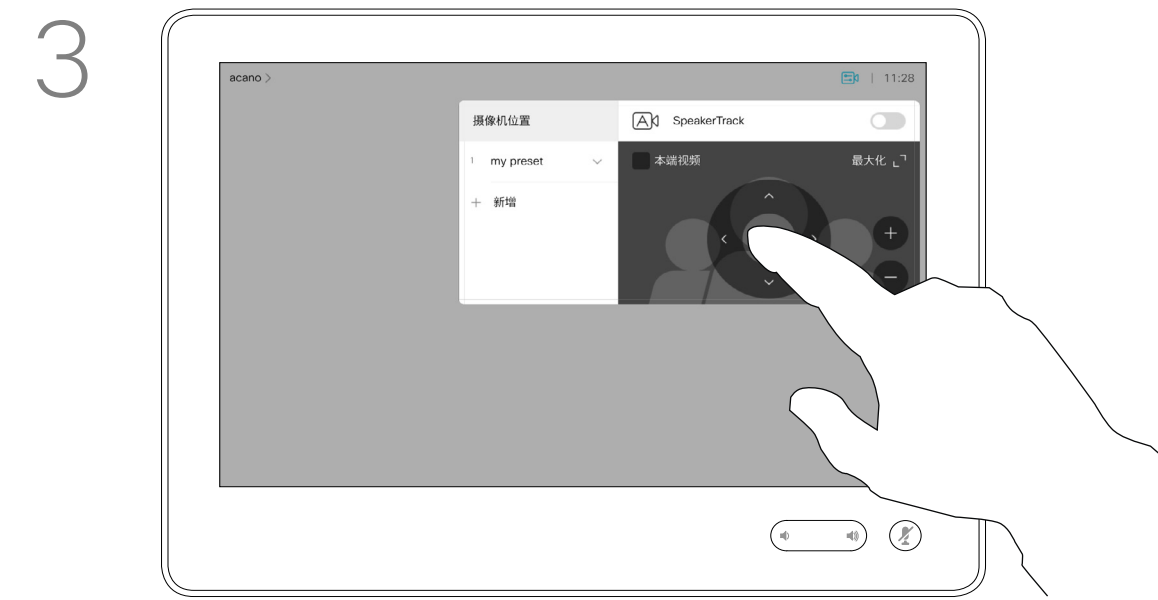 3
acano >
11:28
摄像机位置
SpeakerTrack
1 my preset
本端视频
最大化
+ 新增